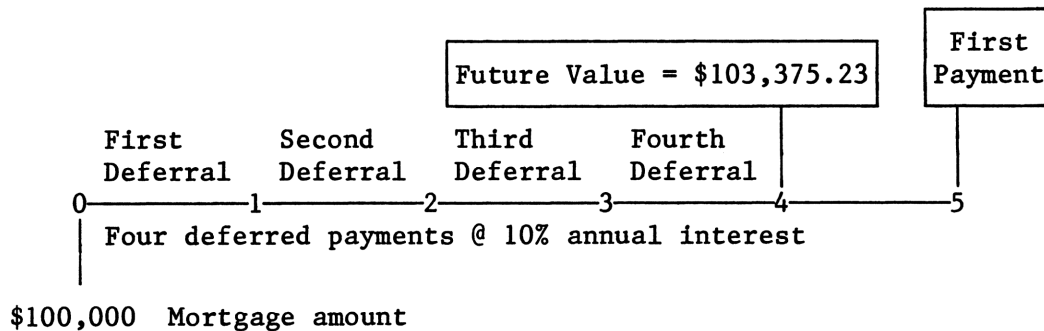 First
Payment
Future Value = $103,375.23
First Second Third Fourth
Deferral Deferral Deferral Deferral
0 1 2 3 4 5
Four deferred payments @ 10% annual interest
$100,000 Mortgage amount